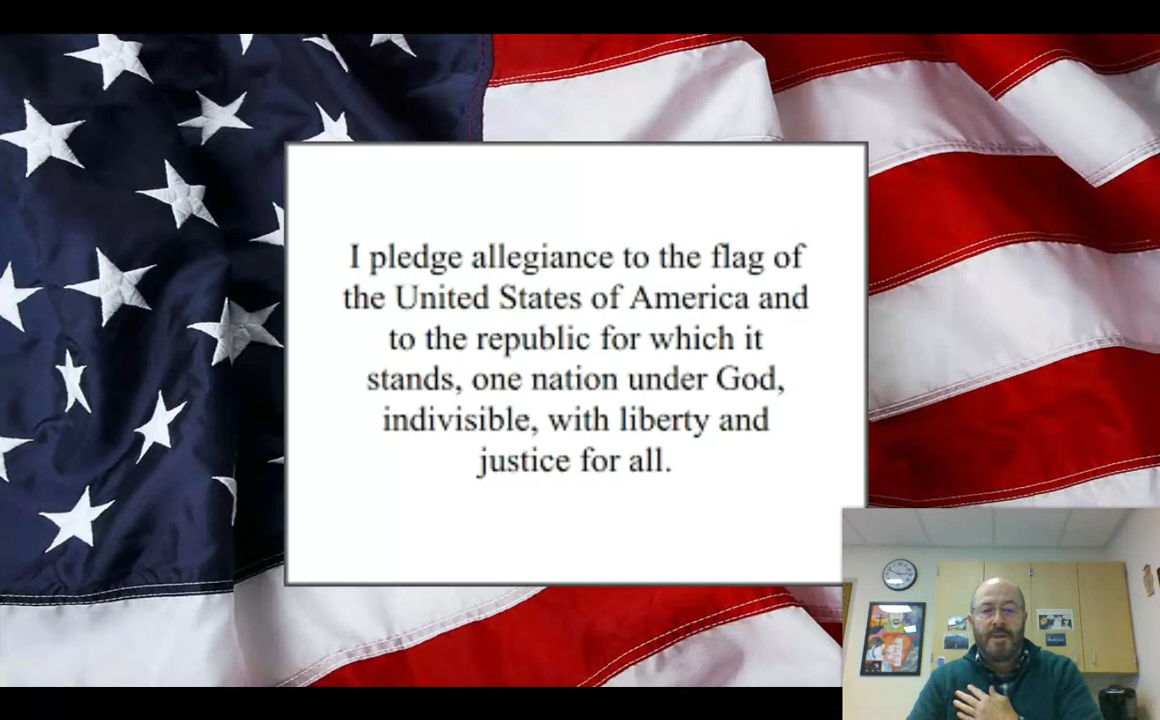 I pledge allegiance to the flag of
the United States of America and
to the republic for which it
stands, one nation under God,
indivisible, with liberty and
justice for all.